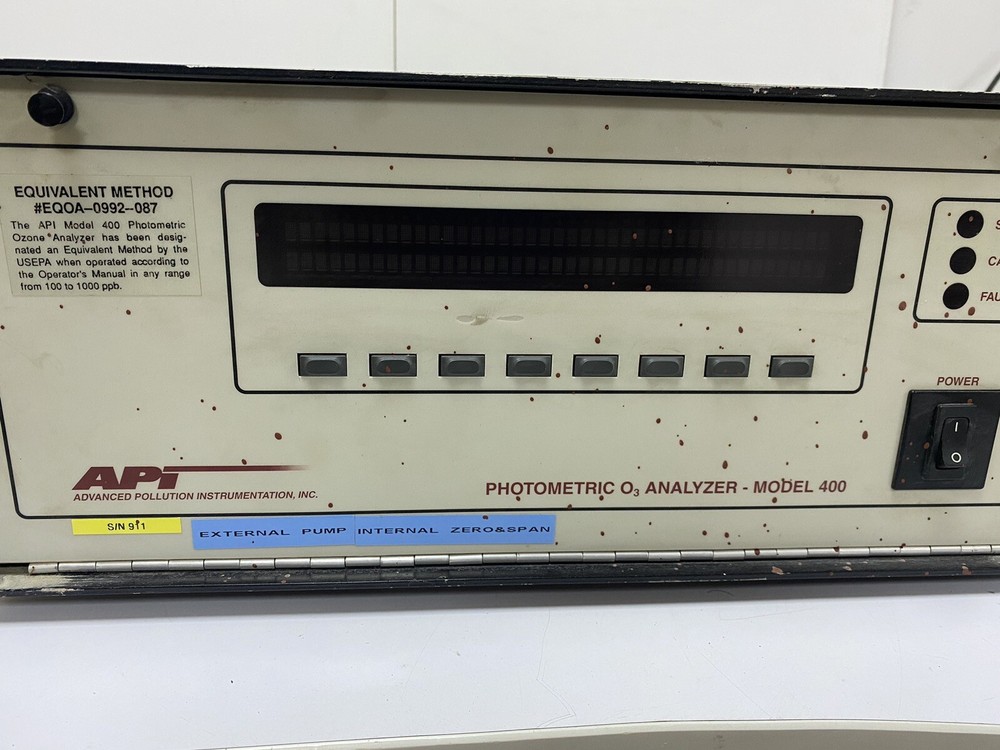 EQUIVALENT METHOD
#EQOA-0992--087
The API Model 400 Photometric
Ozone Analyzer has been desig-
nated an Equivalent Method by the
USEPA when operated according to
the Operator's Manual in any range
from 100 to 1000 ppb.
S
CA
FAU
POWER
API
ADVANCED POLLUTION INSTRUMENTATION, INC.
PHOTOMETRIC O3 ANALYZER - MODEL 400
S/N 911
EXTERNAL PUMP
INTERNAL ZERO&SPAN